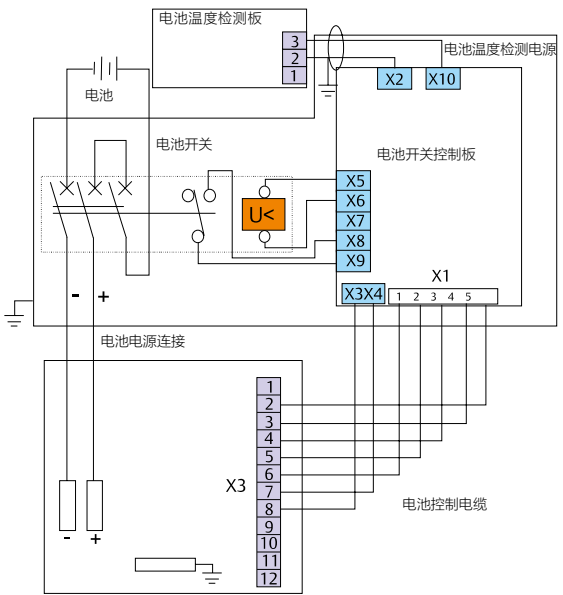 电池温度检测板
3
2
1
电池温度检测电源
X2
X10
电池
电池开关
电池开关控制板
X5
X6
X7
X8
X9
U<
X1
X3X4
1 2 3 4 5
- +
电池电源连接
1
2
3
4
5
6
7
8
9
10
11
12
X3
电池控制电缆
- +